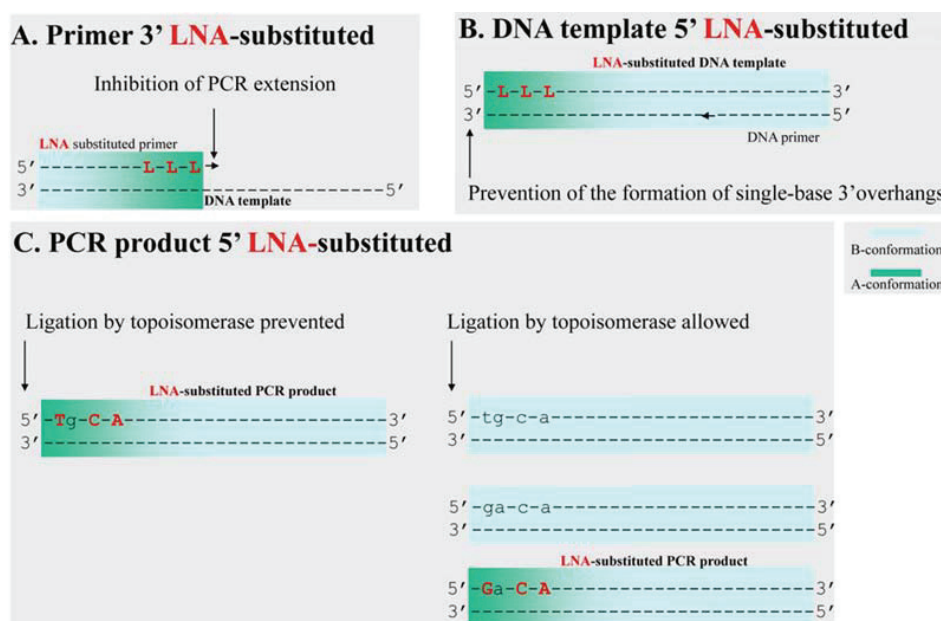 A. Primer 3' LNA-substituted
Inhibition of PCR extension
LNA substituted primer
5' -----------L-L-L→
3' ----------------------------------5'
DNA template
B. DNA template 5' LNA-substituted
LNA-substituted DNA template
5' -L-L-L----------------------------3'
3' ----------------------------------5'
DNA primer
Prevention of the formation of single-base 3'overhangs
C. PCR product 5' LNA-substituted
B-conformation
A-conformation
Ligation by topoisomerase prevented
LNA-substituted PCR product
5' -Tg-C-A---------------------------3'
3' ----------------------------------5'
Ligation by topoisomerase allowed
5' -tg-c-a---------------------------3'
3' ----------------------------------5'
5' -ga-c-a---------------------------3'
3' ----------------------------------5'
LNA-substituted PCR product
5' -Ga-C-A---------------------------3'
3' ----------------------------------5'